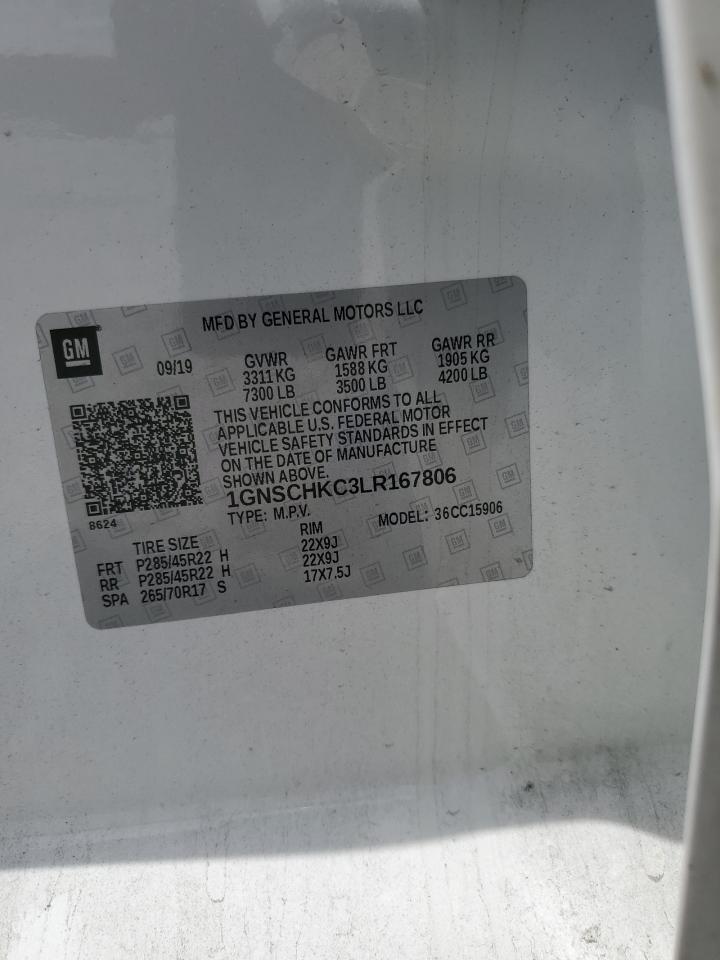 GM
MFD BY GENERAL MOTORS LLC
09/19
GVWR GAWR FRT GAWR RR
3311 KG 1588 KG 1905 KG
7300 LB 3500 LB 4200 LB
THIS VEHICLE CONFORMS TO ALL
APPLICABLE U.S. FEDERAL MOTOR
VEHICLE SAFETY STANDARDS IN EFFECT
ON THE DATE OF MANUFACTURE
SHOWN ABOVE.
1GNSCHKC3LR167806
8624
TYPE: M.P.V. MODEL: 36CC15906
TIRE SIZE RIM
FRT P285/45R22 H 22X9J
RR P285/45R22 H 22X9J
SPA 265/70R17 S 17X7.5J